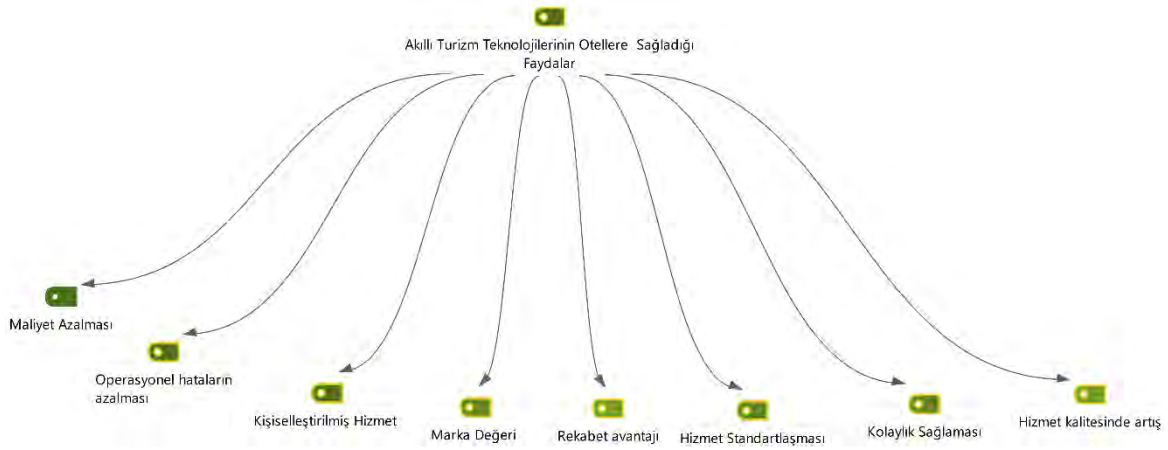 Akıllı Turizm Teknolojilerinin Otellere Sağladığı
Faydalar
Maliyet Azalması
Operasyonel hataların
azalması
Kişiselleştirilmiş Hizmet
Marka Değeri
Rekabet avantajı
Hizmet Standartlaşması
Kolaylık Sağlaması
Hizmet kalitesinde artış